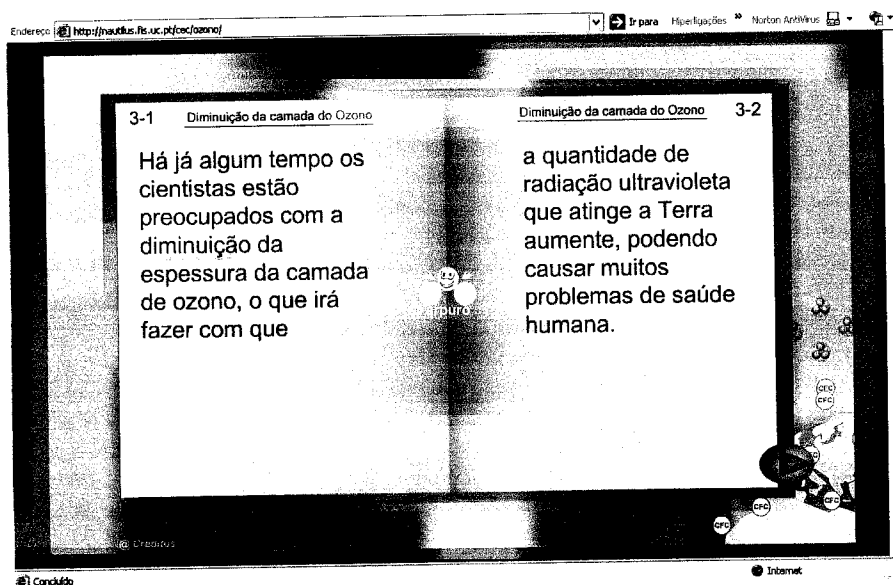 Endereço http://nautilus.fis.uc.pt/cec/ozono/ Ir para Hiperligações » Norton AntiVirus
3-1 Diminuição da camada do Ozono
Há já algum tempo os
cientistas estão
preocupados com a
diminuição da
espessura da camada
de ozono, o que irá
fazer com que
Diminuição da camada do Ozono 3-2
a quantidade de
radiação ultravioleta
que atinge a Terra
aumente, podendo
causar muitos
problemas de saúde
humana.
CFC
CFC
CFC
CFC
CFC
@ Creditos
Concluído Internet